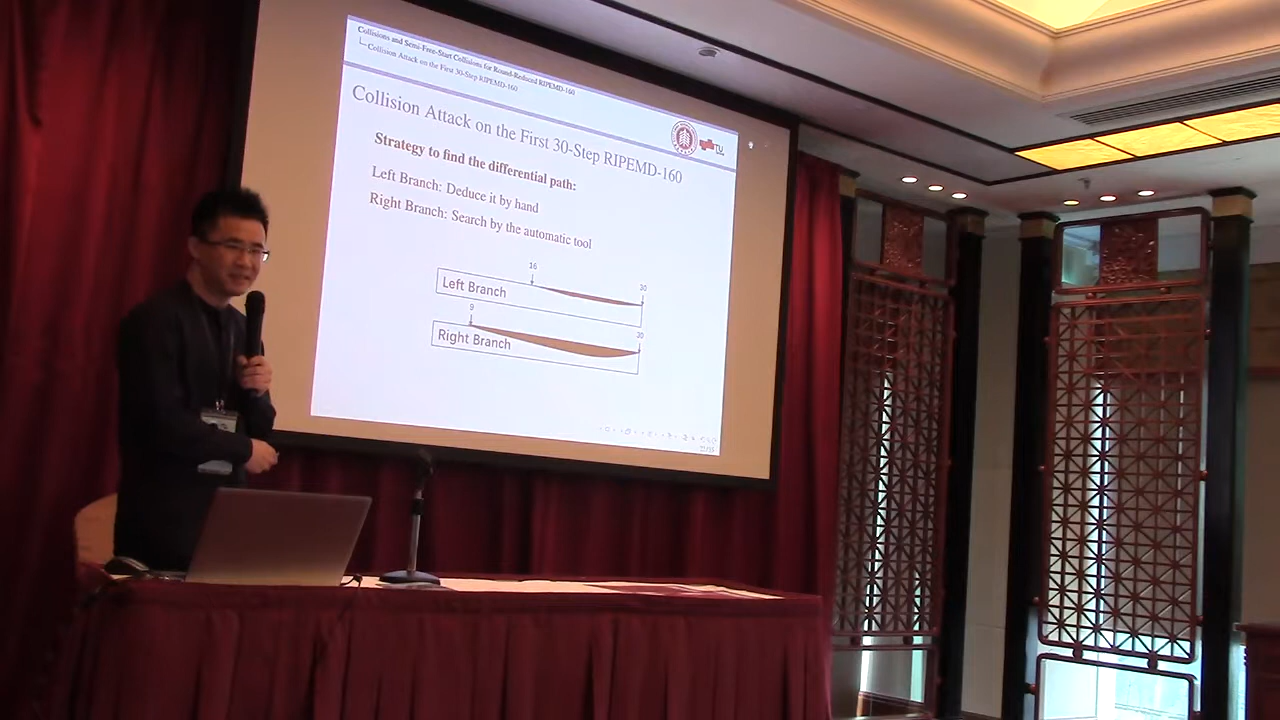 Collisions and Semi-Free-Start Collisions for Round-Reduced RIPEMD-160
Collision Attack on the First 30-Step RIPEMD-160
Collision Attack on the First 30-Step RIPEMD-160
Strategy to find the differential path:
Left Branch: Deduce it by hand
Right Branch: Search by the automatic tool
16
30
Left Branch
9
30
Right Branch